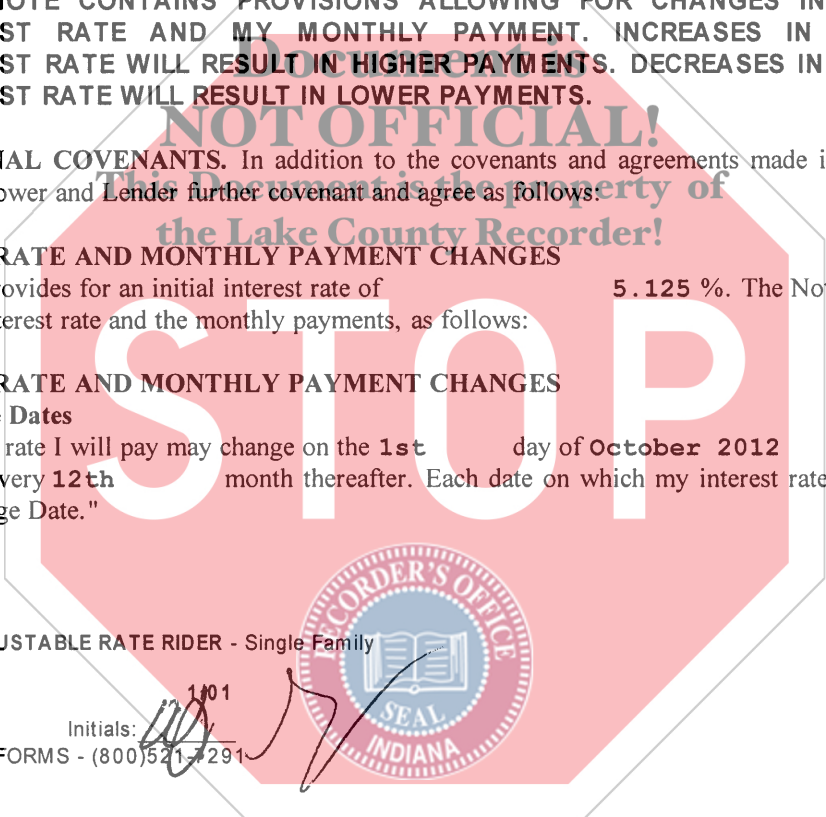 OTE CONTAINS PROVISIONS ALLOWING FOR CHANGES IN
ST RATE AND MY MONTHLY PAYMENT. INCREASES IN
ST RATE WILL RESULT IN HIGHER PAYMENTS. DECREASES IN
ST RATE WILL RESULT IN LOWER PAYMENTS.
Document is
NOT OFFICIAL!
This Document is the property of
the Lake County Recorder!
NAL COVENANTS. In addition to the covenants and agreements made i
ower and Lender further covenant and agree as follows:
RATE AND MONTHLY PAYMENT CHANGES
ovides for an initial interest rate of 5.125 %. The No
terest rate and the monthly payments, as follows:
RATE AND MONTHLY PAYMENT CHANGES
Dates
rate I will pay may change on the 1st day of October 2012
very 12th month thereafter. Each date on which my interest rate
ge Date."
STOP
USTABLE RATE RIDER - Single Family
1/01
Initials:
FORMS - (800)521-7291
RECORDER'S OFFICE
SEAL
INDIANA